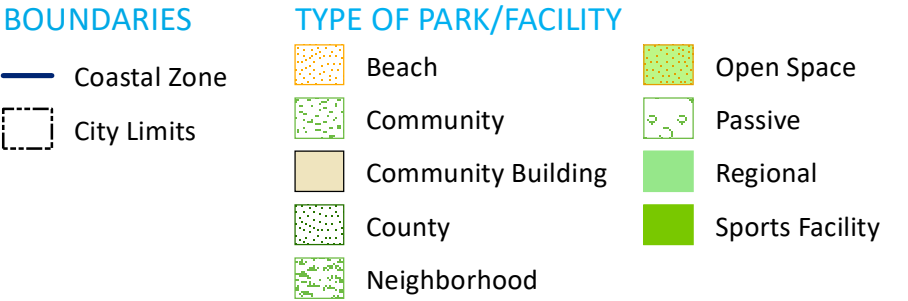 BOUNDARIES
Coastal Zone
City Limits
TYPE OF PARK/FACILITY
Beach
Community
Community Building
County
Neighborhood
Open Space
Passive
Regional
Sports Facility